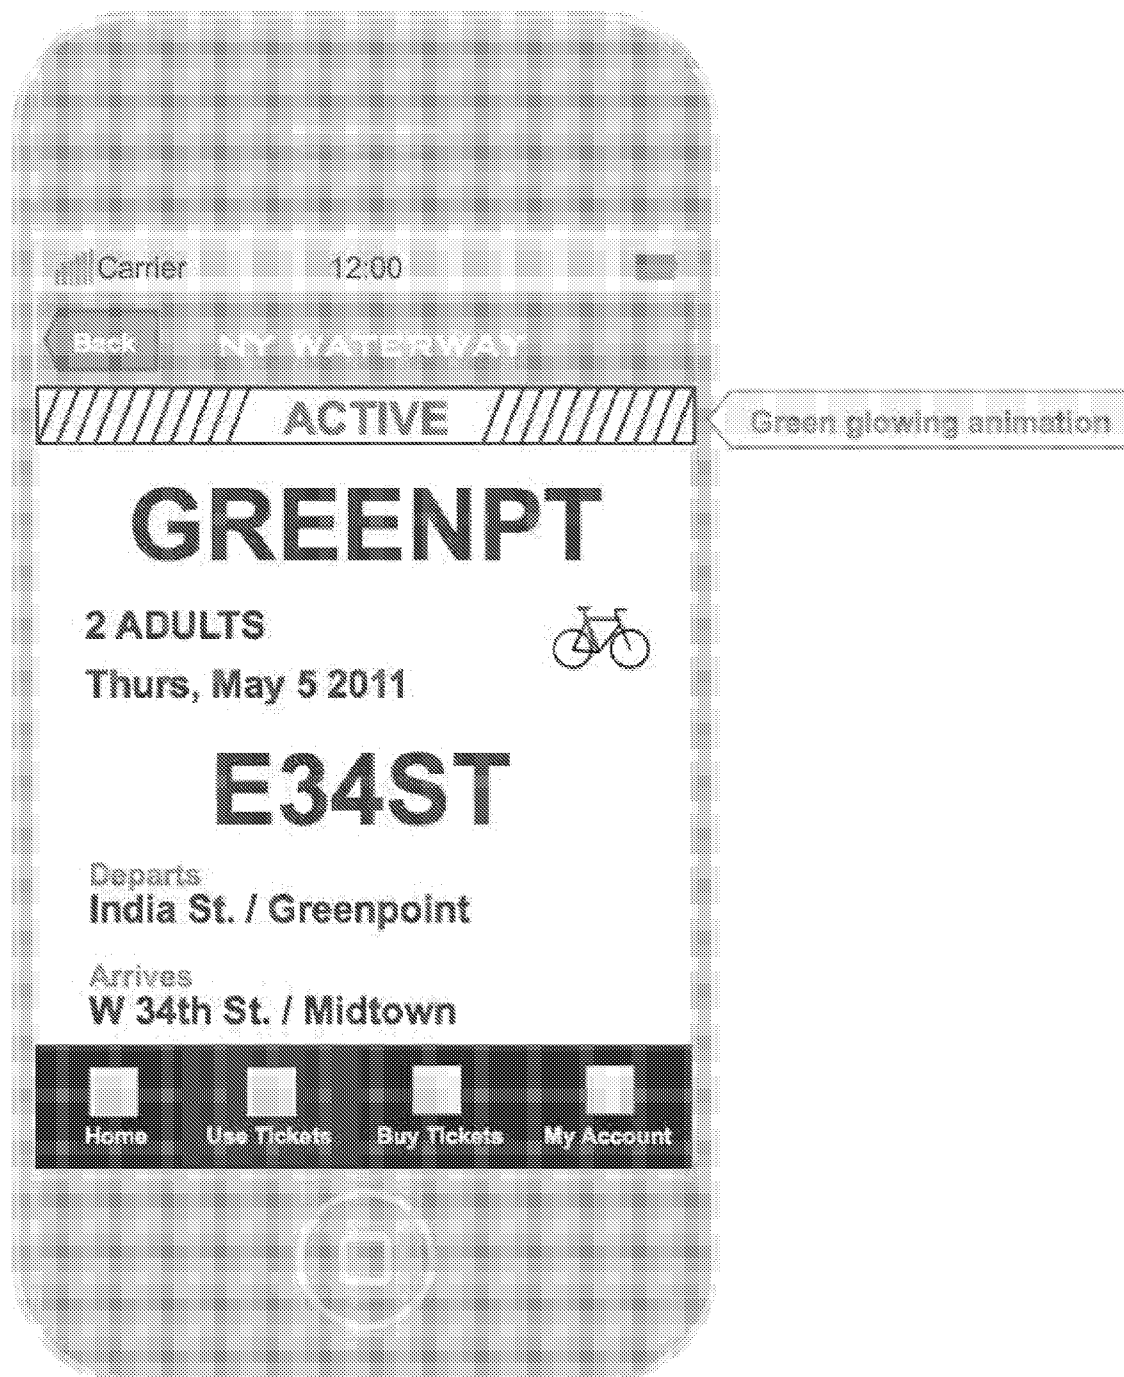 Carrier 12:00
Back NY WATERWAY
ACTIVE
Green glowing animation
GREENPT
2 ADULTS
Thurs, May 5 2011
E34ST
Departs
India St. / Greenpoint
Arrives
W 34th St. / Midtown
Home Use Tickets Buy Tickets My Account